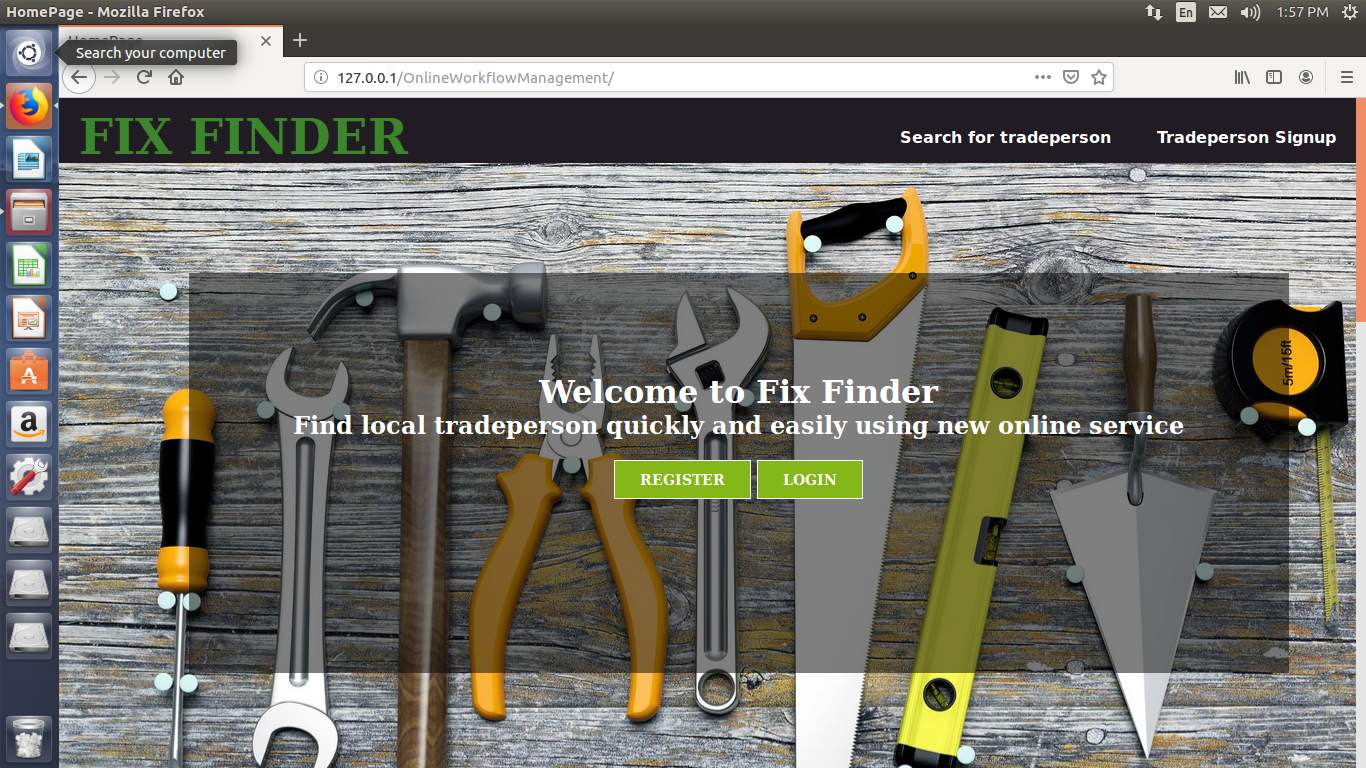 HomePage - Mozilla Firefox
En
1:57 PM
HomePage
Search your computer
127.0.0.1/OnlineWorkflowManagement/
FIX FINDER
Search for tradeperson
Tradeperson Signup
5m/15ft
Welcome to Fix Finder
Find local tradeperson quickly and easily using new online service
REGISTER
LOGIN